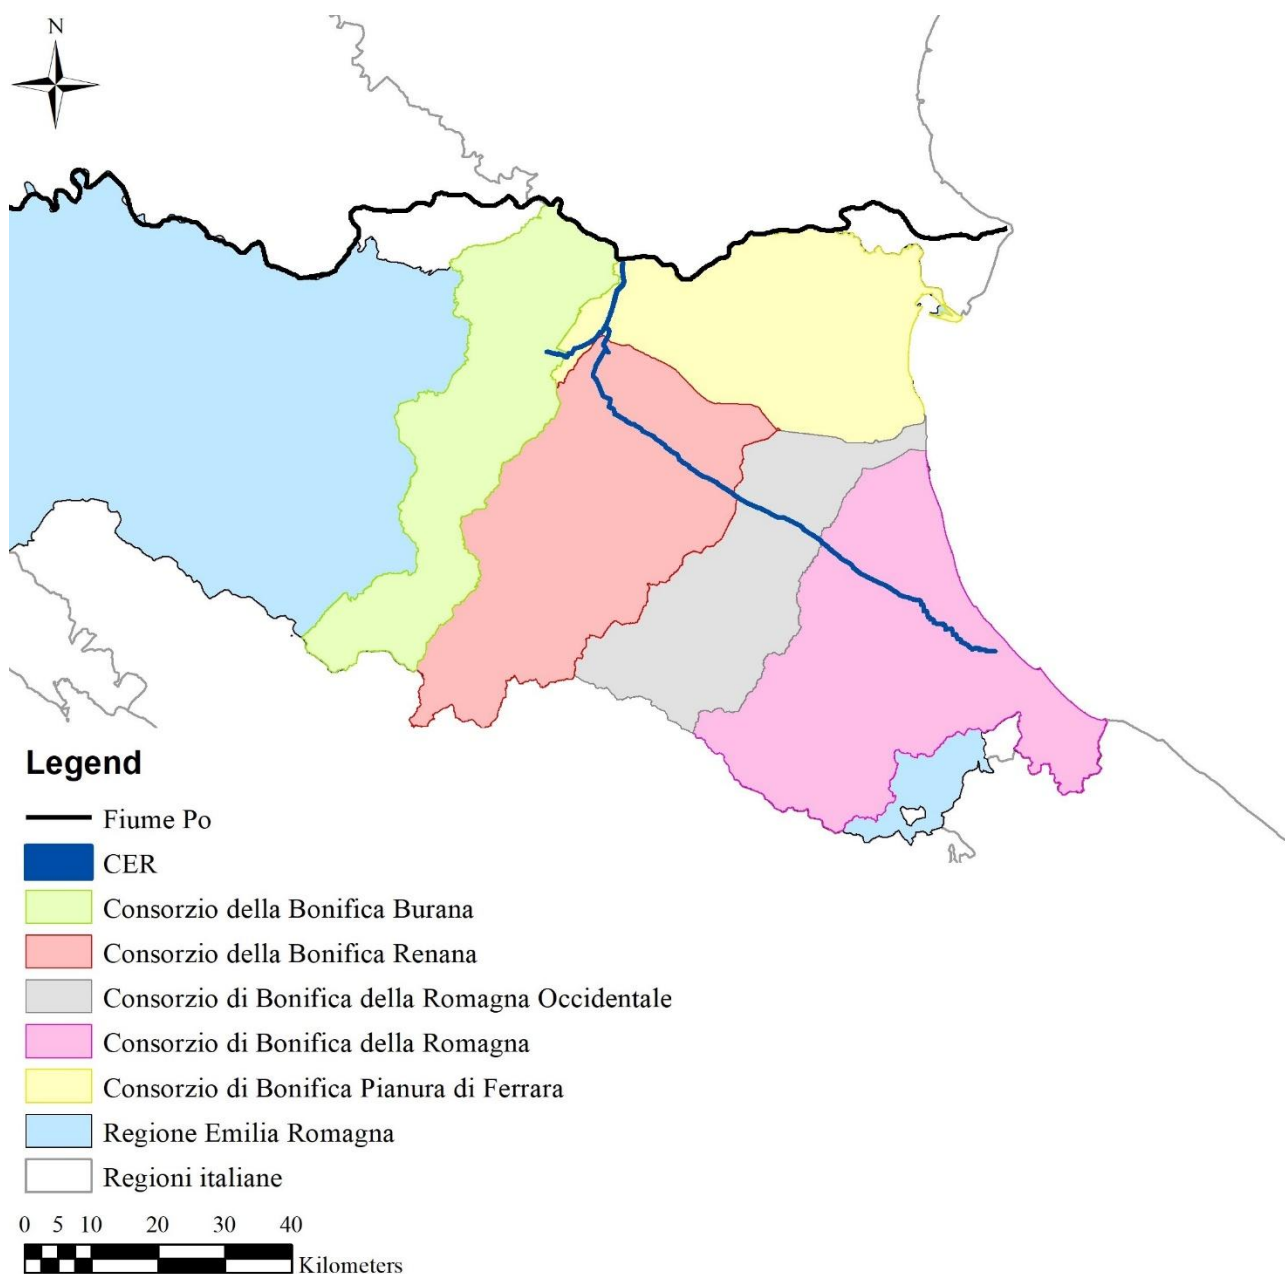 N
Legend
Fiume Po
CER
Consorzio della Bonifica Burana
Consorzio della Bonifica Renana
Consorzio di Bonifica della Romagna Occidentale
Consorzio di Bonifica della Romagna
Consorzio di Bonifica Pianura di Ferrara
Regione Emilia Romagna
Regioni italiane
0 5 10 20 30 40
Kilometers